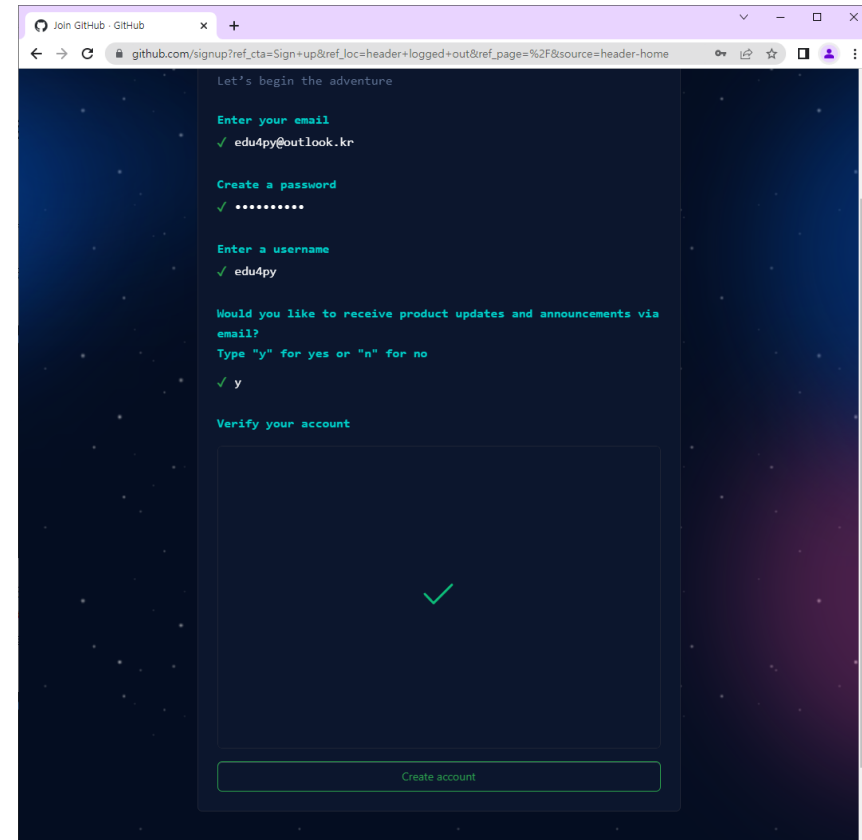 Join GitHub · GitHub
github.com/signup?ref_cta=Sign+up&ref_loc=header+logged+out&ref_page=%2F&source=header-home
Let's begin the adventure
Enter your email
✓ edu4py@outlook.kr
Create a password
✓ ••••••••••
Enter a username
✓ edu4py
Would you like to receive product updates and announcements via
email?
Type "y" for yes or "n" for no
✓ y
Verify your account
Create account